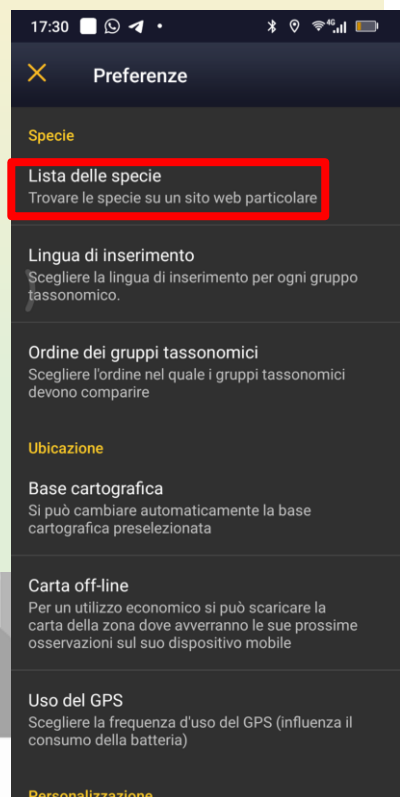 17:30
4G
Preferenze
Specie
Lista delle specie
Trovare le specie su un sito web particolare
Lingua di inserimento
Scegliere la lingua di inserimento per ogni gruppo
tassonomico.
Ordine dei gruppi tassonomici
Scegliere l'ordine nel quale i gruppi tassonomici
devono comparire
Ubicazione
Base cartografica
Si può cambiare automaticamente la base
cartografica preselezionata
Carta off-line
Per un utilizzo economico si può scaricare la
carta della zona dove avverranno le sue prossime
osservazioni sul suo dispositivo mobile
Uso del GPS
Scegliere la frequenza d'uso del GPS (influenza il
consumo della batteria)
Personalizzazione